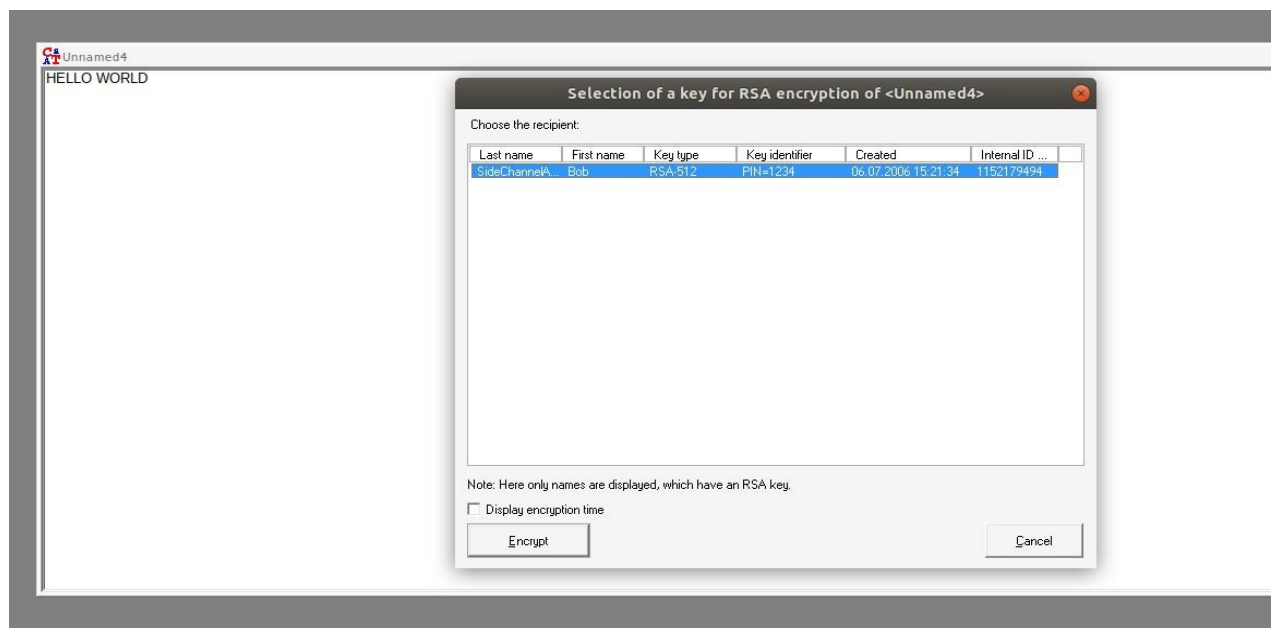 Unnamed4
HELLO WORLD
Selection of a key for RSA encryption of <Unnamed4>
Choose the recipient:
Last name First name Key type Key identifier Created Internal ID ...
SideChannelA... Bob RSA-512 PIN=1234 06.07.2006 15:21:34 1152179494
Note: Here only names are displayed, which have an RSA key.
Display encryption time
Encrypt Cancel